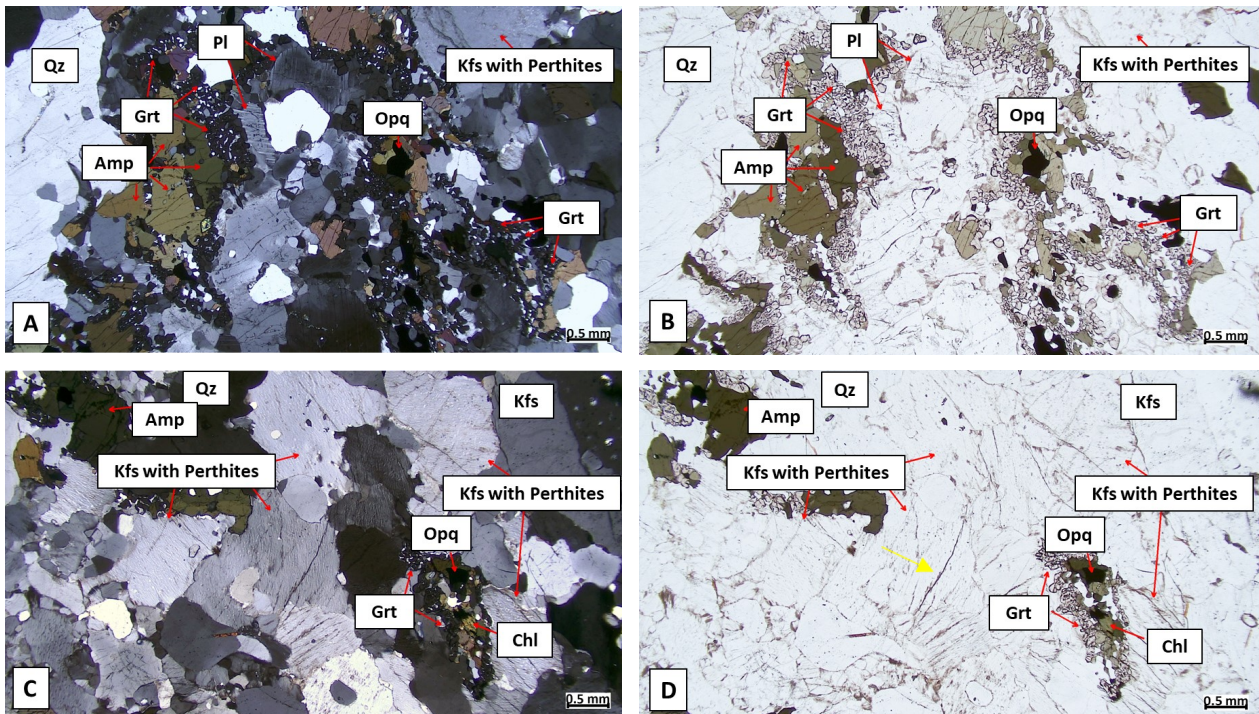 Qz
Pl
Kfs with Perthites
Grt
Opq
Amp
Grt
A
0.5 mm
Qz
Pl
Kfs with Perthites
Grt
Opq
Amp
Grt
B
0.5 mm
Qz
Amp
Kfs
Kfs with Perthites
Kfs with Perthites
Opq
Grt
Chl
C
0.5 mm
Qz
Amp
Kfs
Kfs with Perthites
Kfs with Perthites
Opq
Grt
Chl
D
0.5 mm